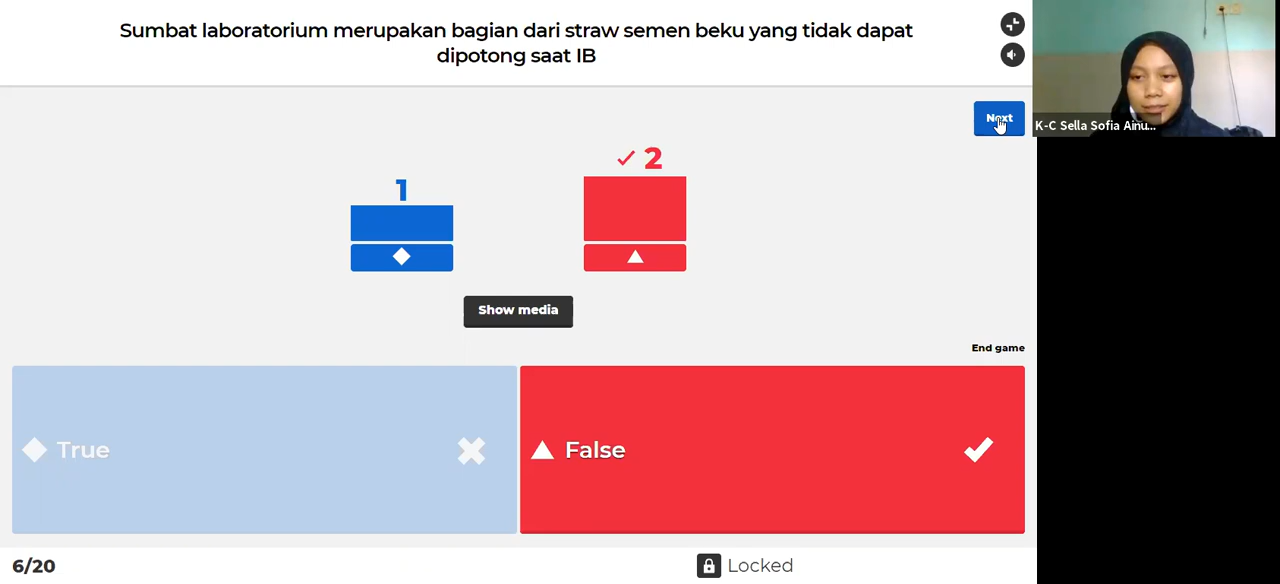 Sumbat laboratorium merupakan bagian dari straw semen beku yang tidak dapat
dipotong saat IB
Next
K-C Sella Sofia Ainu...
1
2
Show media
End game
True
False
6/20
Locked